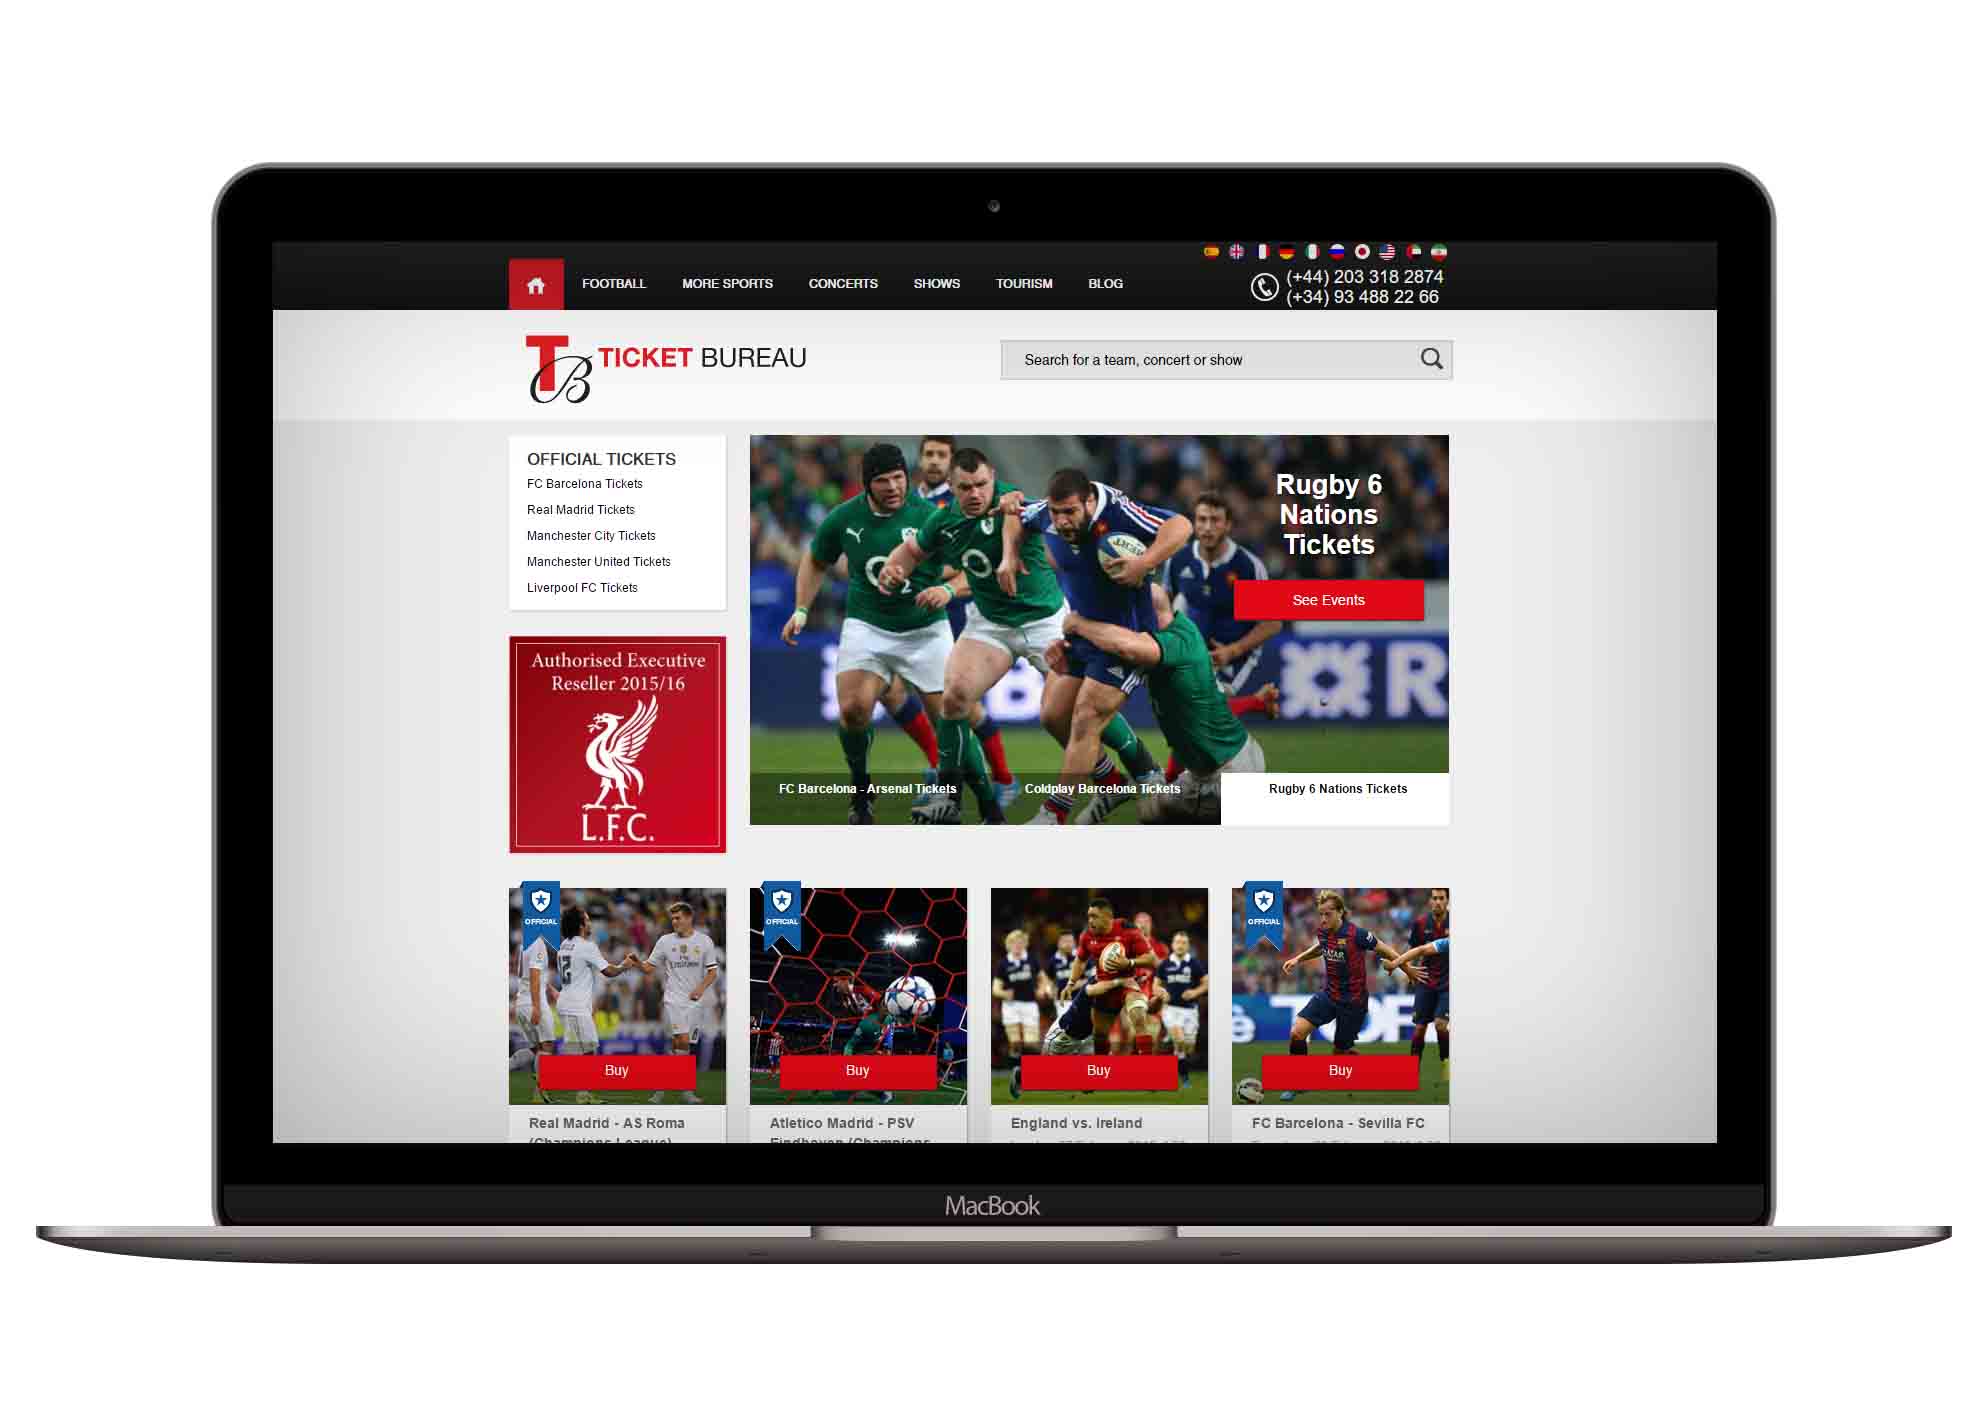 FOOTBALL MORE SPORTS CONCERTS SHOWS TOURISM BLOG
(+44) 203 318 2874
(+34) 93 488 22 66
TB TICKET BUREAU
Search for a team, concert or show
OFFICIAL TICKETS
FC Barcelona Tickets
Real Madrid Tickets
Manchester City Tickets
Manchester United Tickets
Liverpool FC Tickets
Authorised Executive
Reseller 2015/16
L.F.C.
Rugby 6
Nations
Tickets
See Events
FC Barcelona - Arsenal Tickets
Coldplay Barcelona Tickets
Rugby 6 Nations Tickets
OFFICIAL
Buy
Real Madrid - AS Roma
(Champions League)
OFFICIAL
Buy
Atletico Madrid - PSV
Eindhoven (Champions
Buy
England vs. Ireland
OFFICIAL
Buy
FC Barcelona - Sevilla FC
MacBook